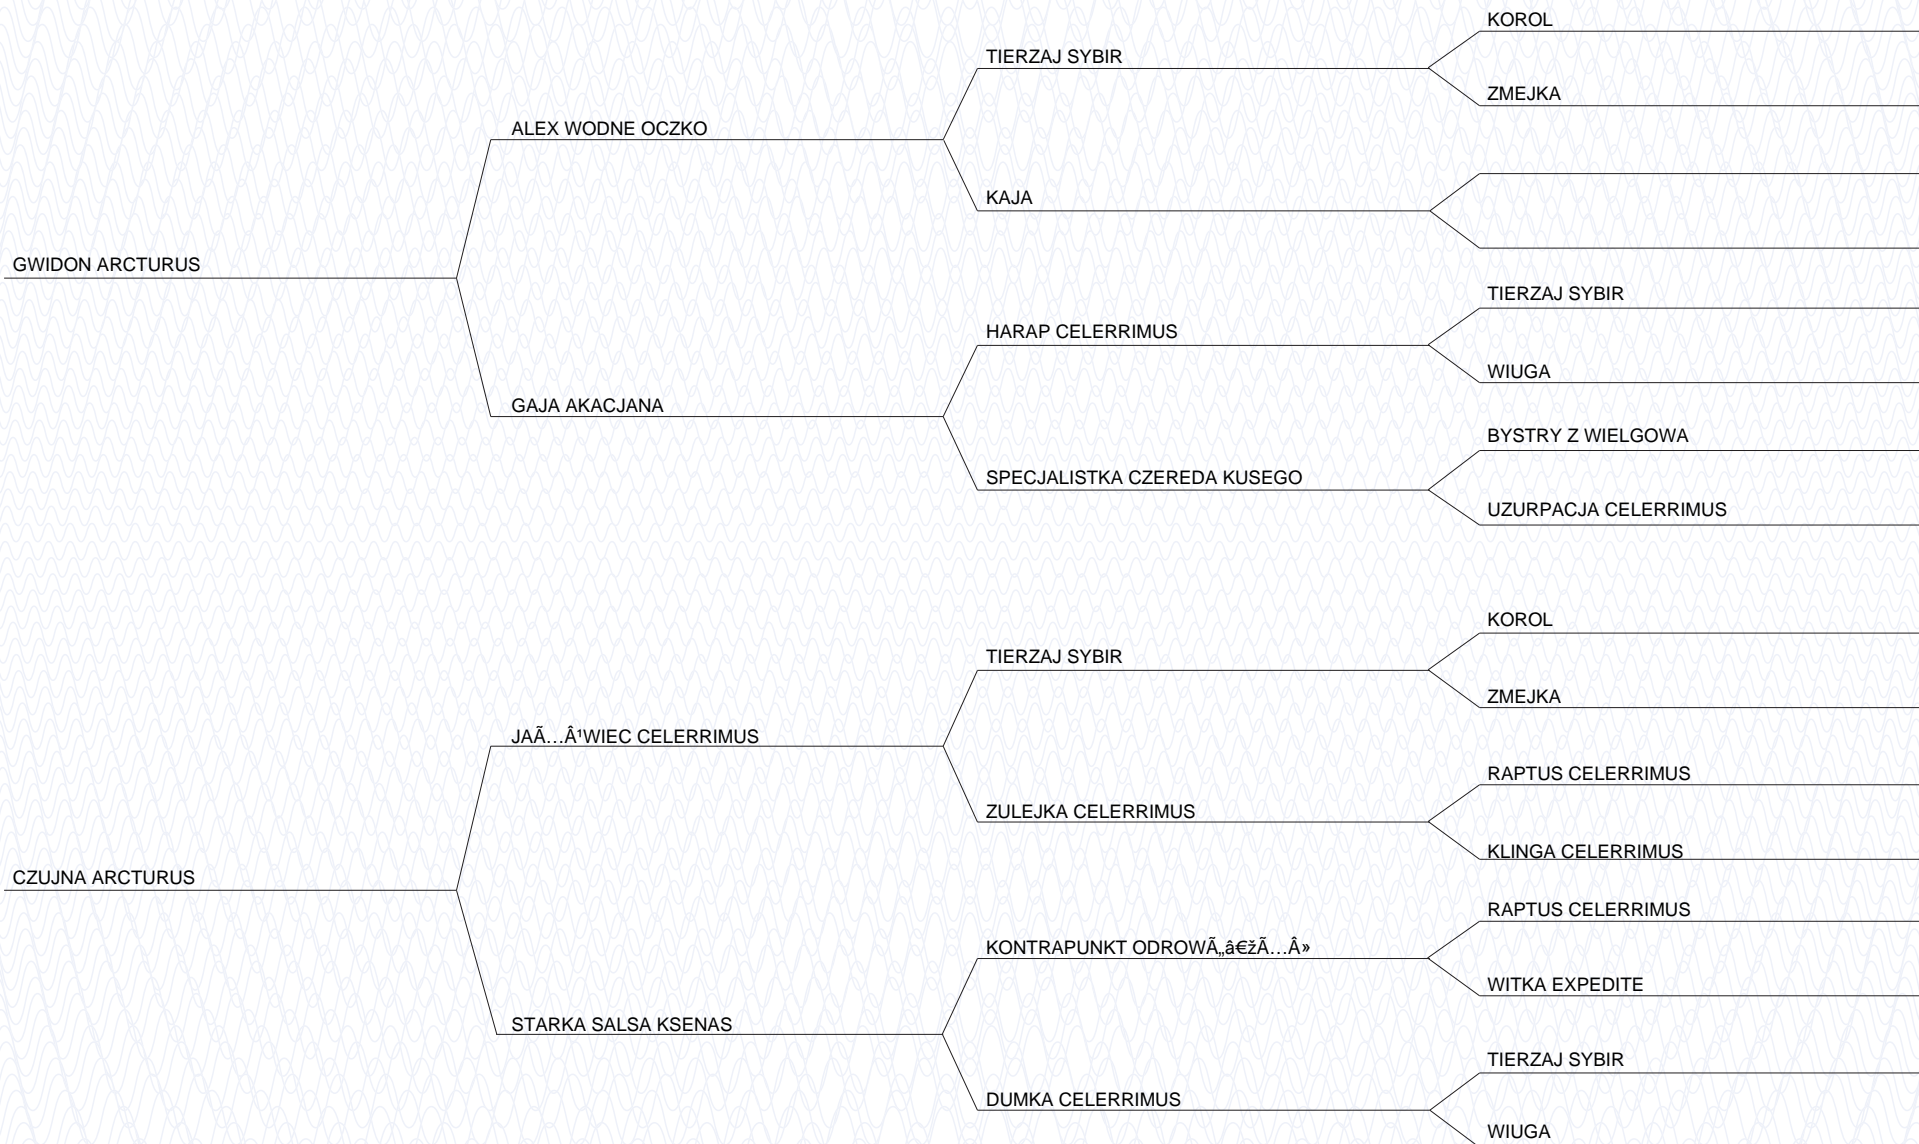 KOROL
TIERZAJ SYBIR
ZMEJKA
ALEX WODNE OCZKO
KAJA
GWIDON ARCTURUS
TIERZAJ SYBIR
HARAP CELERRIMUS
WIUGA
GAJA AKACJANA
BYSTRY Z WIELGOWA
SPECJALISTKA CZEREDA KUSEGO
UZURPACJA CELERRIMUS
KOROL
TIERZAJ SYBIR
ZMEJKA
JAÃ…Â¹WIEC CELERRIMUS
RAPTUS CELERRIMUS
ZULEJKA CELERRIMUS
KLINGA CELERRIMUS
CZUJNA ARCTURUS
RAPTUS CELERRIMUS
KONTRAPUNKT ODROWÃ„â€žÃ…Â»
WITKA EXPEDITE
STARKA SALSA KSENAS
TIERZAJ SYBIR
DUMKA CELERRIMUS
WIUGA